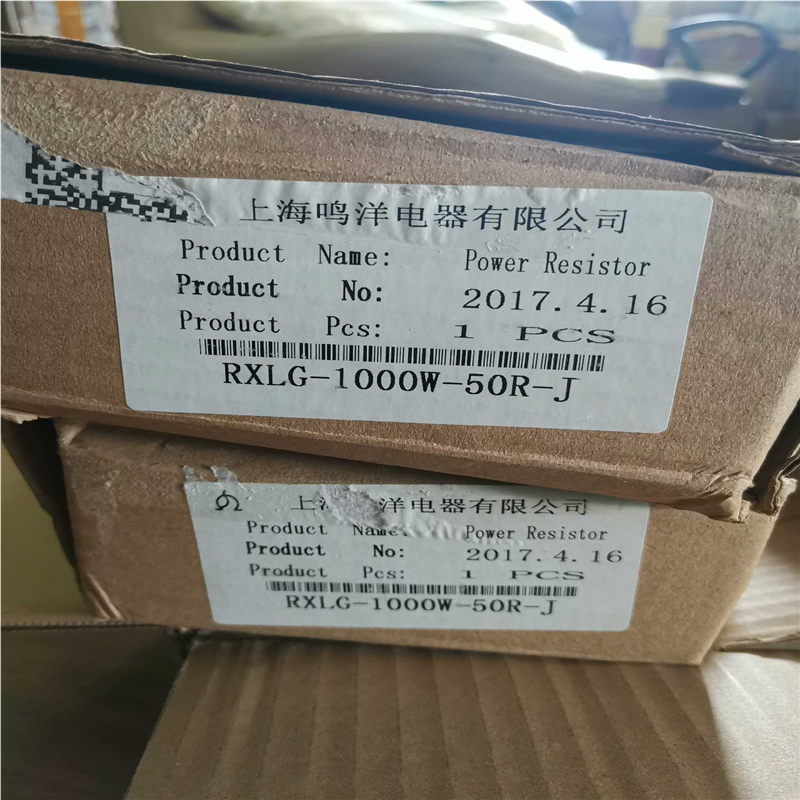 上海鸣洋电器有限公司
Product Name: Power Resistor
Product No: 2017.4.16
Product Pcs: 1 PCS
RXLG-1000W-50R-J
上 洋电器有限公司
Product Name: Power Resistor
Product No: 2017.4.16
Product Pcs: 1 PCS
RXLG-1000W-50R-J